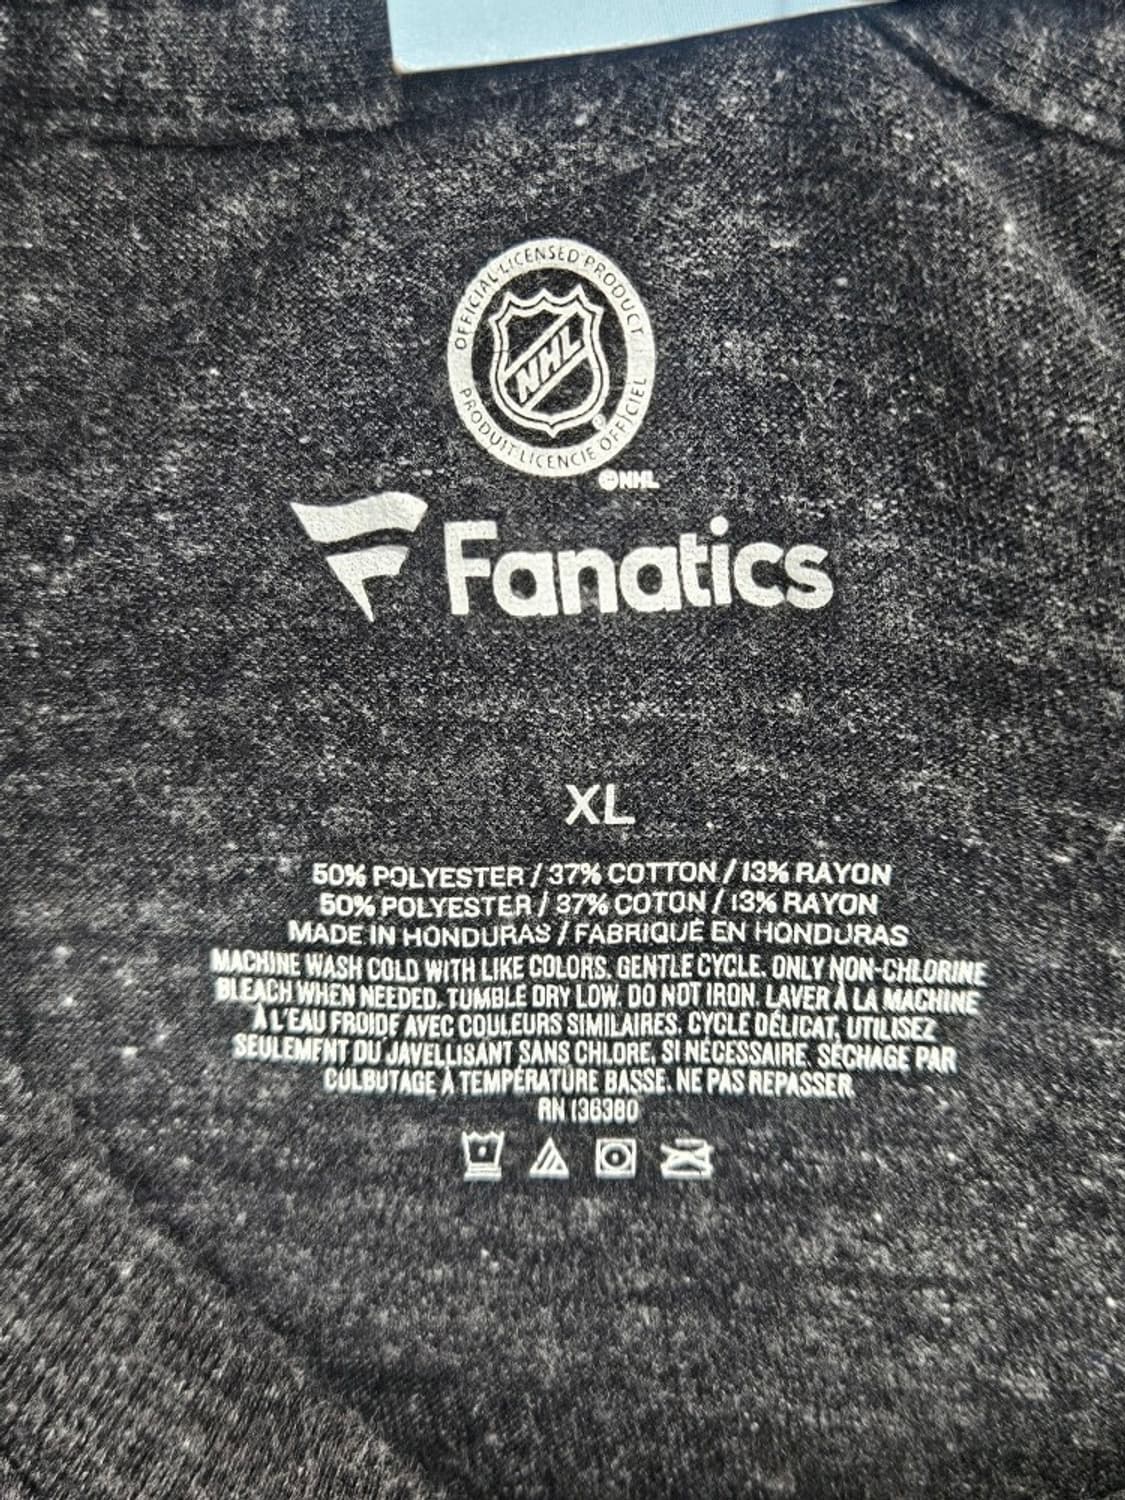 OFFICIAL LICENSED PRODUCT
NHL
PRODUIT LICENCIE OFFICIEL
©NHL
Fanatics
XL
50% POLYESTER / 37% COTTON / 13% RAYON
50% POLYESTER / 37% COTON / 13% RAYON
MADE IN HONDURAS / FABRIQUÉ EN HONDURAS
MACHINE WASH COLD WITH LIKE COLORS. GENTLE CYCLE. ONLY NON-CHLORINE
BLEACH WHEN NEEDED. TUMBLE DRY LOW. DO NOT IRON. LAVER À LA MACHINE
À L'EAU FROIDE AVEC COULEURS SIMILAIRES. CYCLE DÉLICAT. UTILISEZ
SEULEMENT DU JAVELLISANT SANS CHLORE, SI NÉCESSAIRE. SÉCHAGE PAR
CULBUTAGE À TEMPÉRATURE BASSE. NE PAS REPASSER
RN 136380